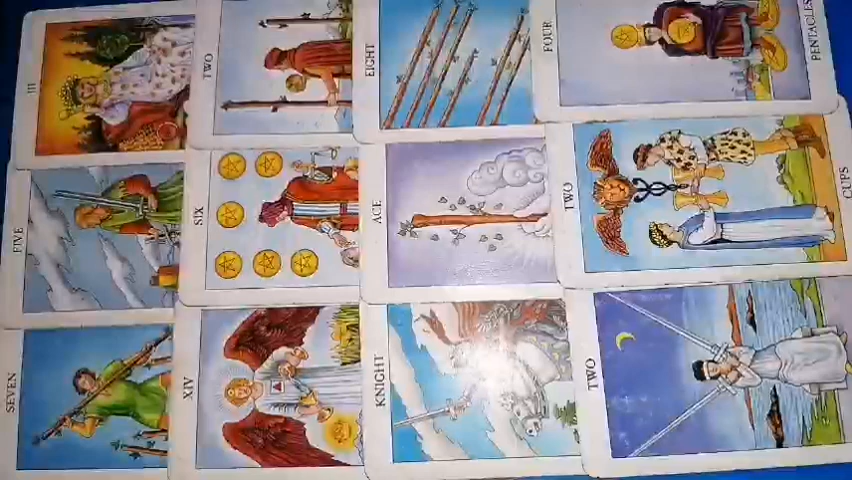 III
TWO
EIGHT
FOUR
PENTACLES
FIVE
SIX
ACE
TWO
CUPS
SEVEN
XIV
KNIGHT
TWO